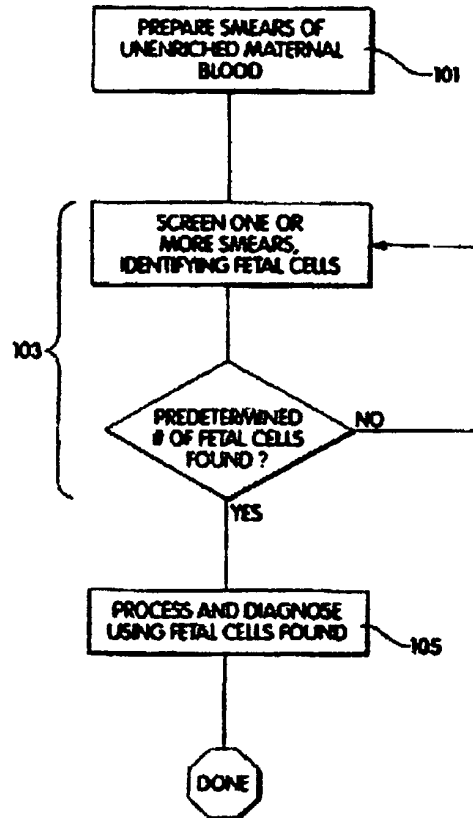 PREPARE SMEARS OF
UNENRICHED MATERNAL
BLOOD
101
SCREEN ONE OR
MORE SMEARS,
IDENTIFYING FETAL CELLS
103
PREDETERMINED
# OF FETAL CELLS
FOUND ?
NO
YES
PROCESS AND DIAGNOSE
USING FETAL CELLS FOUND
105
DONE